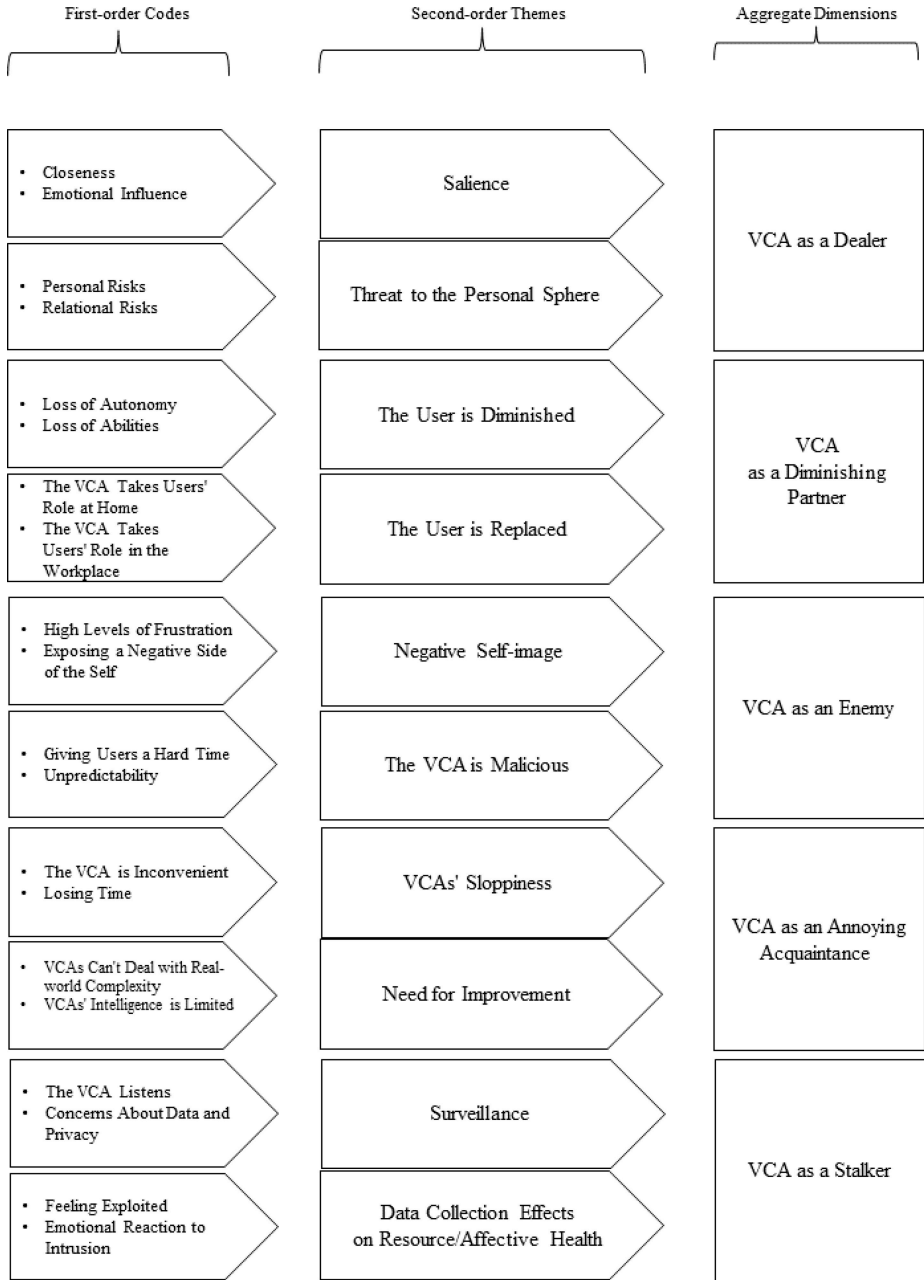 First-order Codes
Second-order Themes
Aggregate Dimensions
• Closeness
• Emotional Influence
Salience
VCA as a Dealer
• Personal Risks
• Relational Risks
Threat to the Personal Sphere
• Loss of Autonomy
• Loss of Abilities
The User is Diminished
VCA
as a Diminishing
Partner
• The VCA Takes Users'
Role at Home
• The VCA Takes
Users' Role in the
Workplace
The User is Replaced
• High Levels of Frustration
• Exposing a Negative Side
of the Self
Negative Self-image
VCA as an Enemy
• Giving Users a Hard Time
• Unpredictability
The VCA is Malicious
• The VCA is Inconvenient
• Losing Time
VCAs' Sloppiness
VCA as an Annoying
Acquaintance
• VCAs Can't Deal with Real-
world Complexity
• VCAs' Intelligence is Limited
Need for Improvement
• The VCA Listens
• Concerns About Data and
Privacy
Surveillance
VCA as a Stalker
• Feeling Exploited
• Emotional Reaction to
Intrusion
Data Collection Effects
on Resource/Affective Health